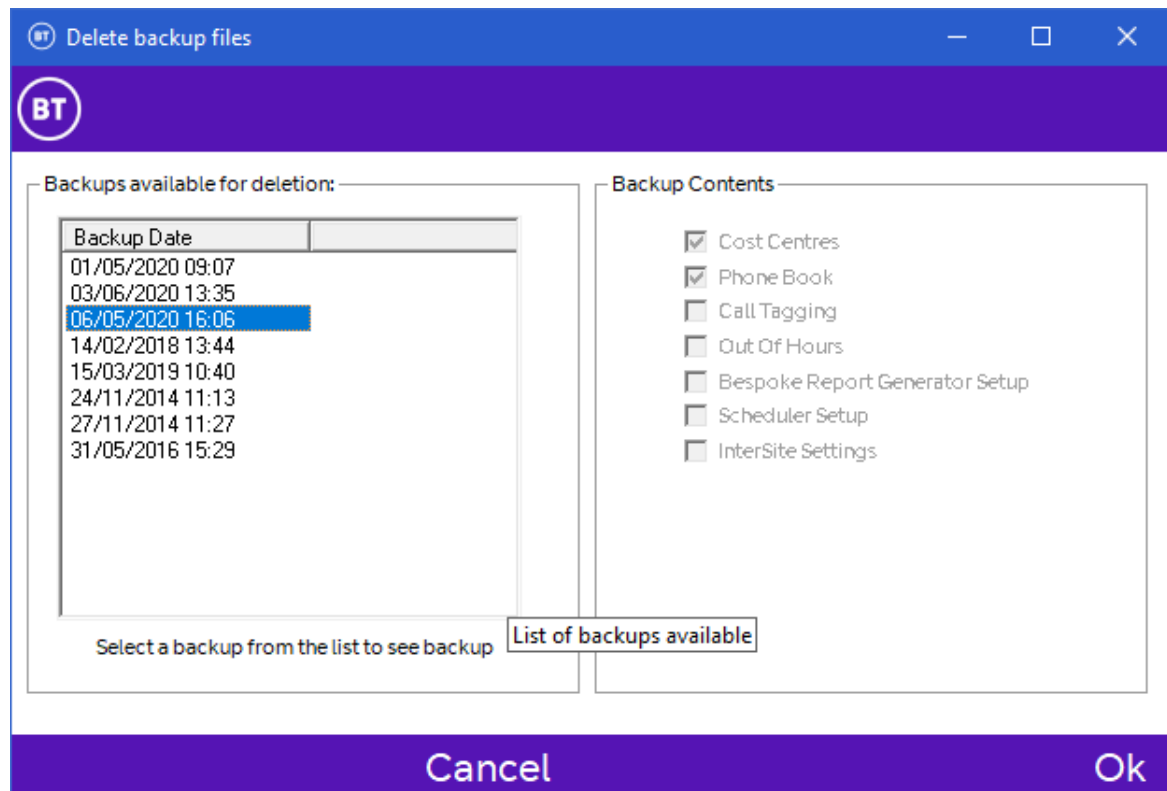 BT Delete backup files
BT
Backups available for deletion:
Backup Date
01/05/2020 09:07
03/06/2020 13:35
06/05/2020 16:06
14/02/2018 13:44
15/03/2019 10:40
24/11/2014 11:13
27/11/2014 11:27
31/05/2016 15:29
Select a backup from the list to see backup
List of backups available
Backup Contents
Cost Centres
Phone Book
Call Tagging
Out Of Hours
Bespoke Report Generator Setup
Scheduler Setup
InterSite Settings
Cancel
Ok